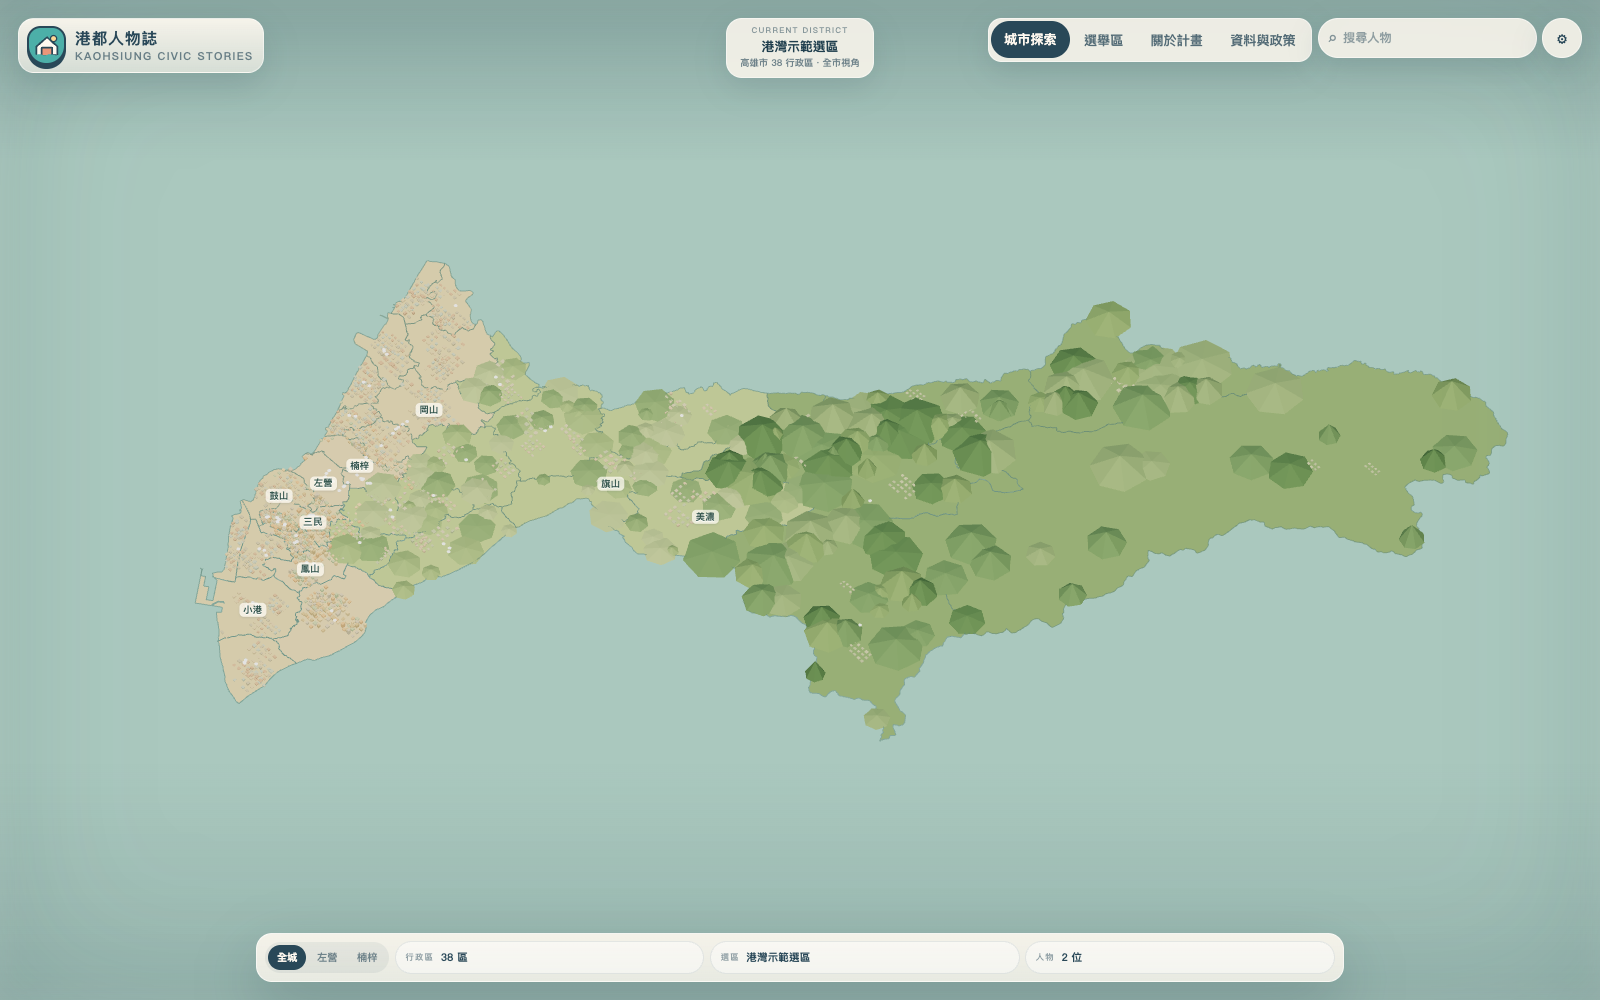 港都人物誌
KAOHSIUNG CIVIC STORIES
CURRENT DISTRICT
港灣示範選區
高雄市 38 行政區 · 全市視角
城市探索
選舉區
關於計畫
資料與政策
搜尋人物
岡山
楠梓
左營
鼓山
三民
鳳山
小港
旗山
美濃
全城
左營
楠梓
行政區 38 區
選區 港灣示範選區
人物 2 位